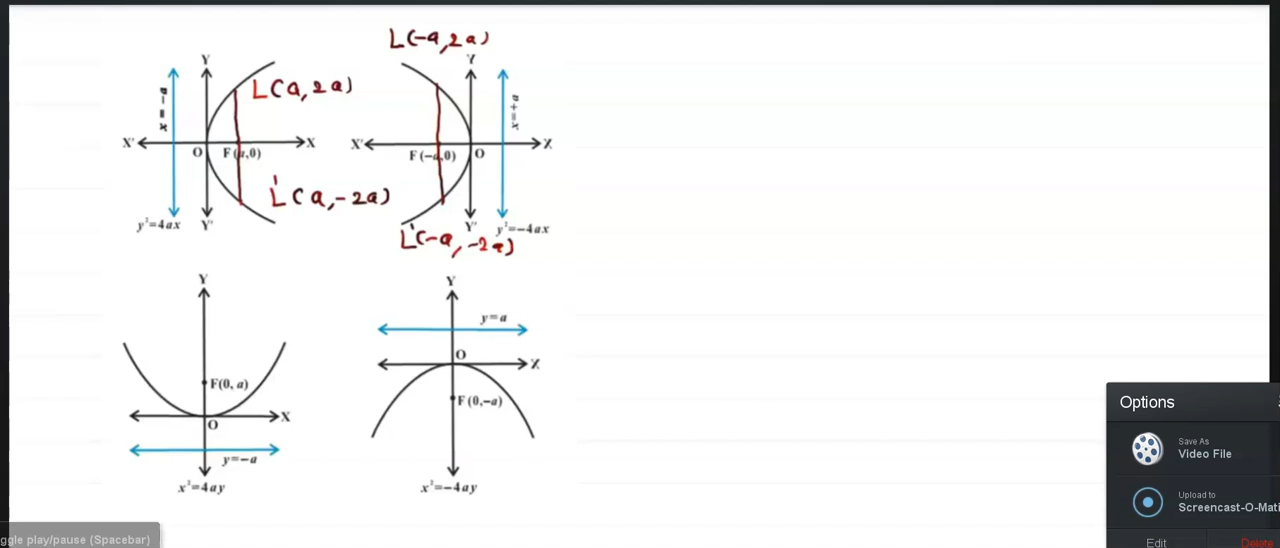 L(-a, 2a)
Y
Y
L(a, 2a)
x = - a
x = + a
X' O F(a,0) X
X' F(-a,0) O X
L'(a, -2a)
y²=4ax Y'
Y' y²=-4ax
L'(-a, -2a)
Y
Y
y=a
O X
F(0, a)
F (0,-a)
X
O
y=-a
x²=4ay
x²=-4ay
Options
Save As
Video File
Upload to
Screencast-O-Mati
Edit Delete
ggle play/pause (Spacebar)